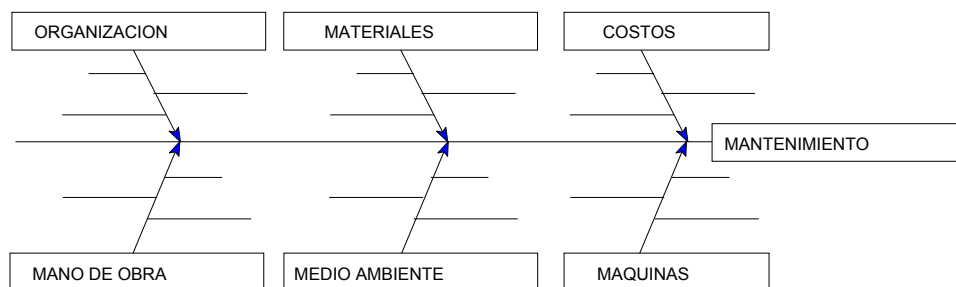 ORGANIZACION
MATERIALES
COSTOS
MANTENIMIENTO
MANO DE OBRA
MEDIO AMBIENTE
MAQUINAS